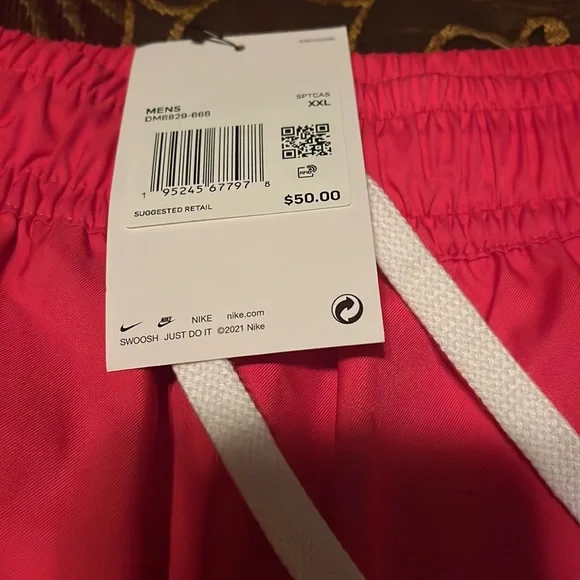 SPTCAS
MENS
XXL
DM6829-666
RFID
1 95245 67797 8
SUGGESTED RETAIL
$50.00
NIKE nike.com
SWOOSH JUST DO IT ©2021 Nike